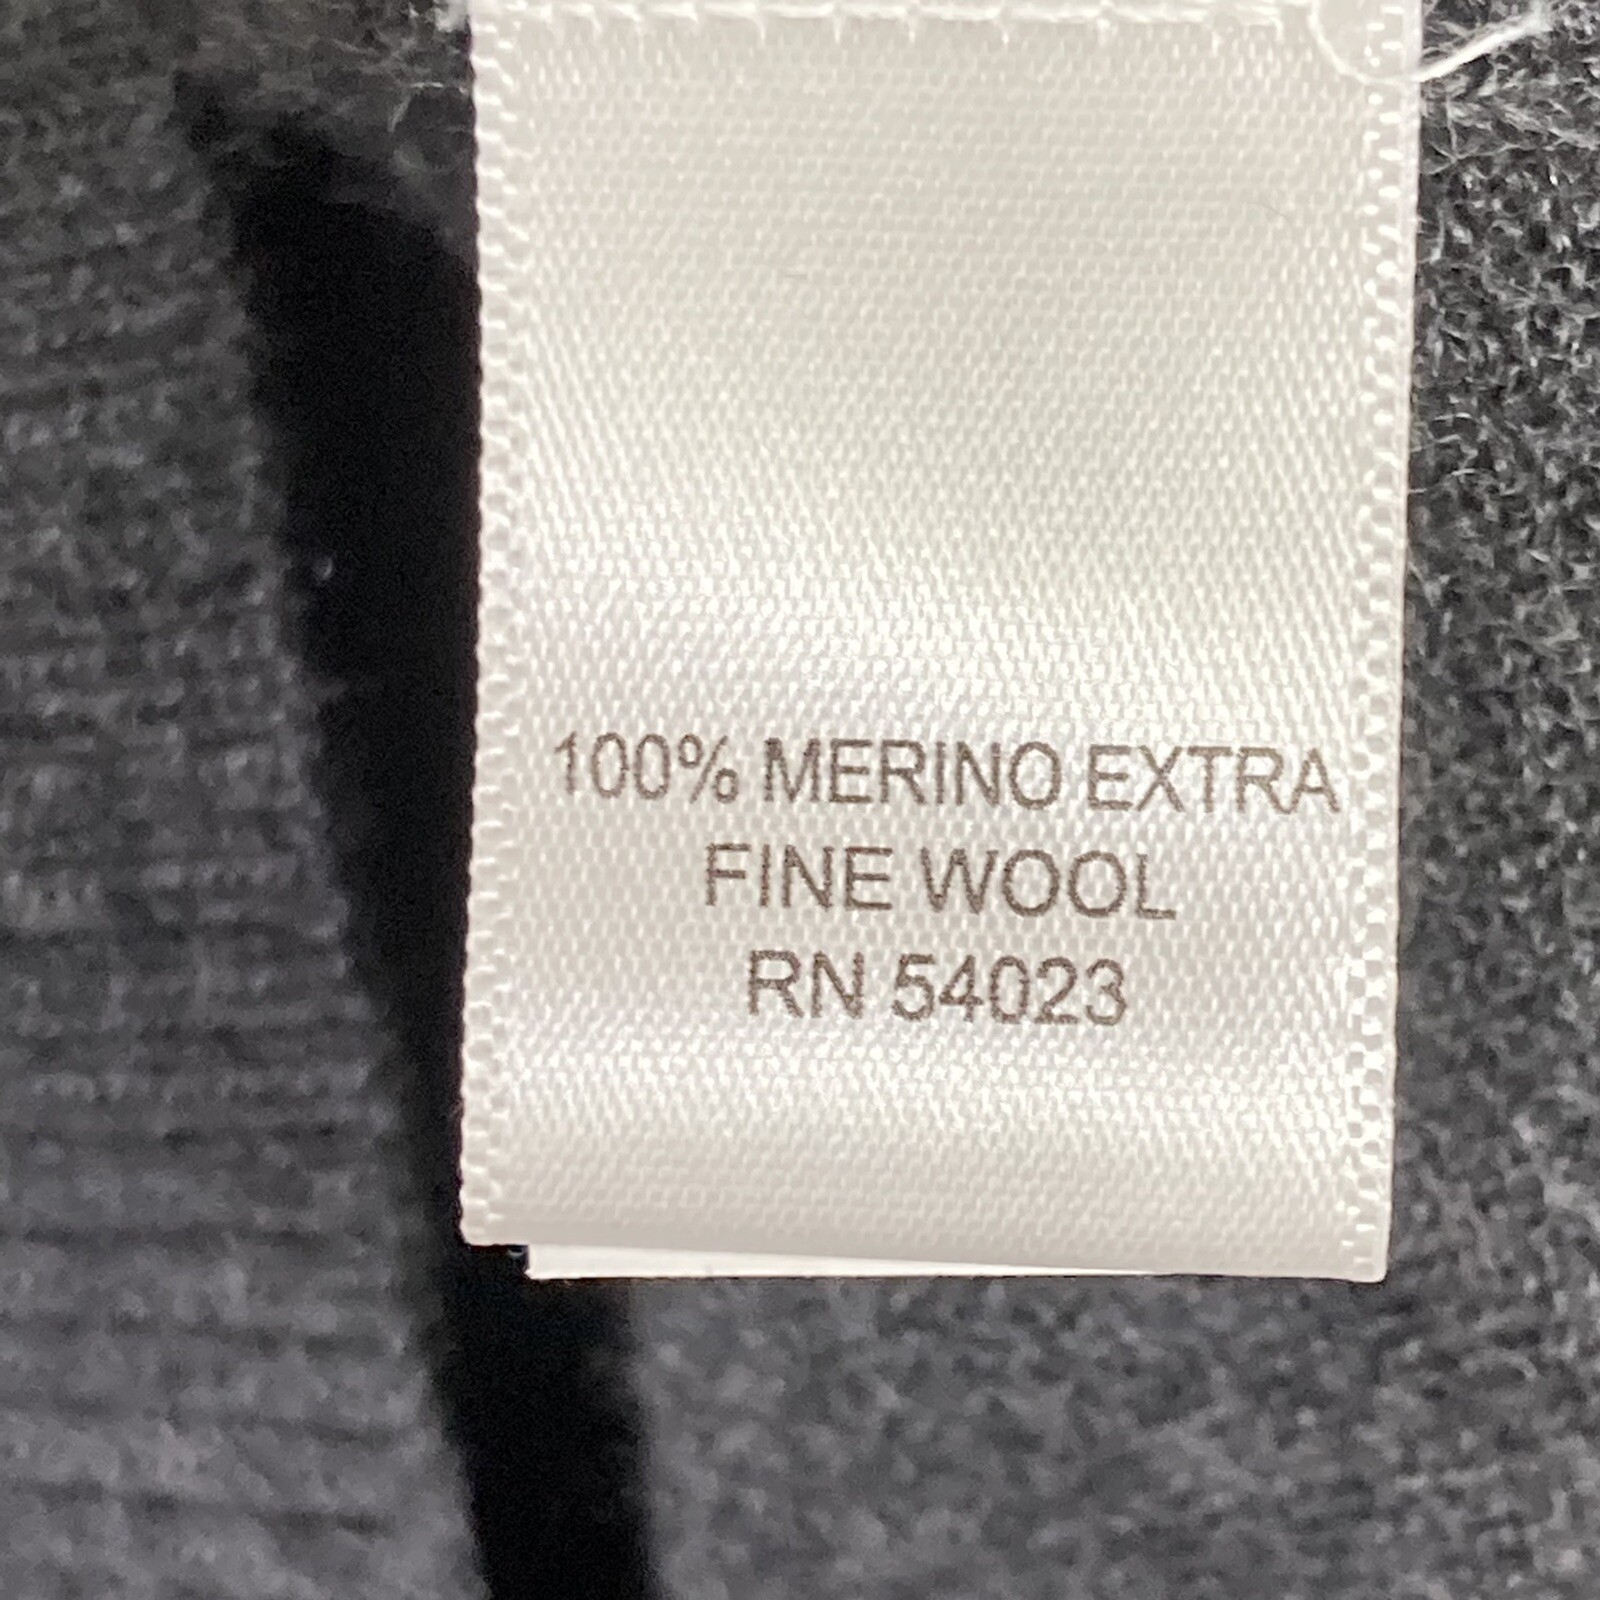 100% MERINO EXTRA
FINE WOOL
RN 54023